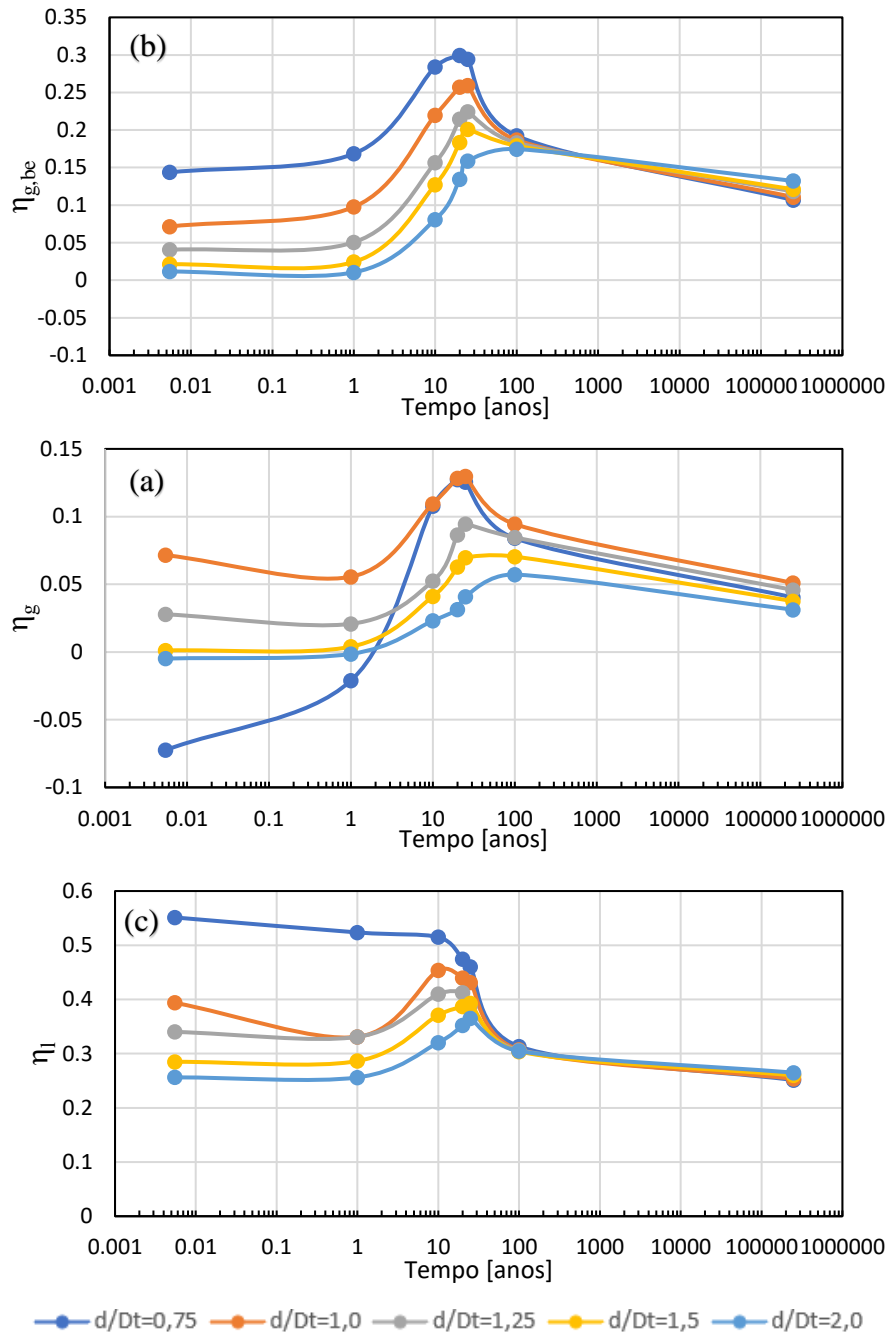 (b)
0.35
0.3
0.25
0.2
0.15
0.1
0.05
0
-0.05
-0.1
ηg,be
0.001 0.01 0.1 1 10 100 1000 10000 100000 1000000
Tempo [anos]
(a)
0.15
0.1
0.05
0
-0.05
-0.1
ηg
0.001 0.01 0.1 1 10 100 1000 10000 100000 1000000
Tempo [anos]
(c)
0.6
0.5
0.4
0.3
0.2
0.1
0
ηl
0.001 0.01 0.1 1 10 100 1000 10000 100000 1000000
Tempo [anos]
d/Dt=0,75 d/Dt=1,0 d/Dt=1,25 d/Dt=1,5 d/Dt=2,0